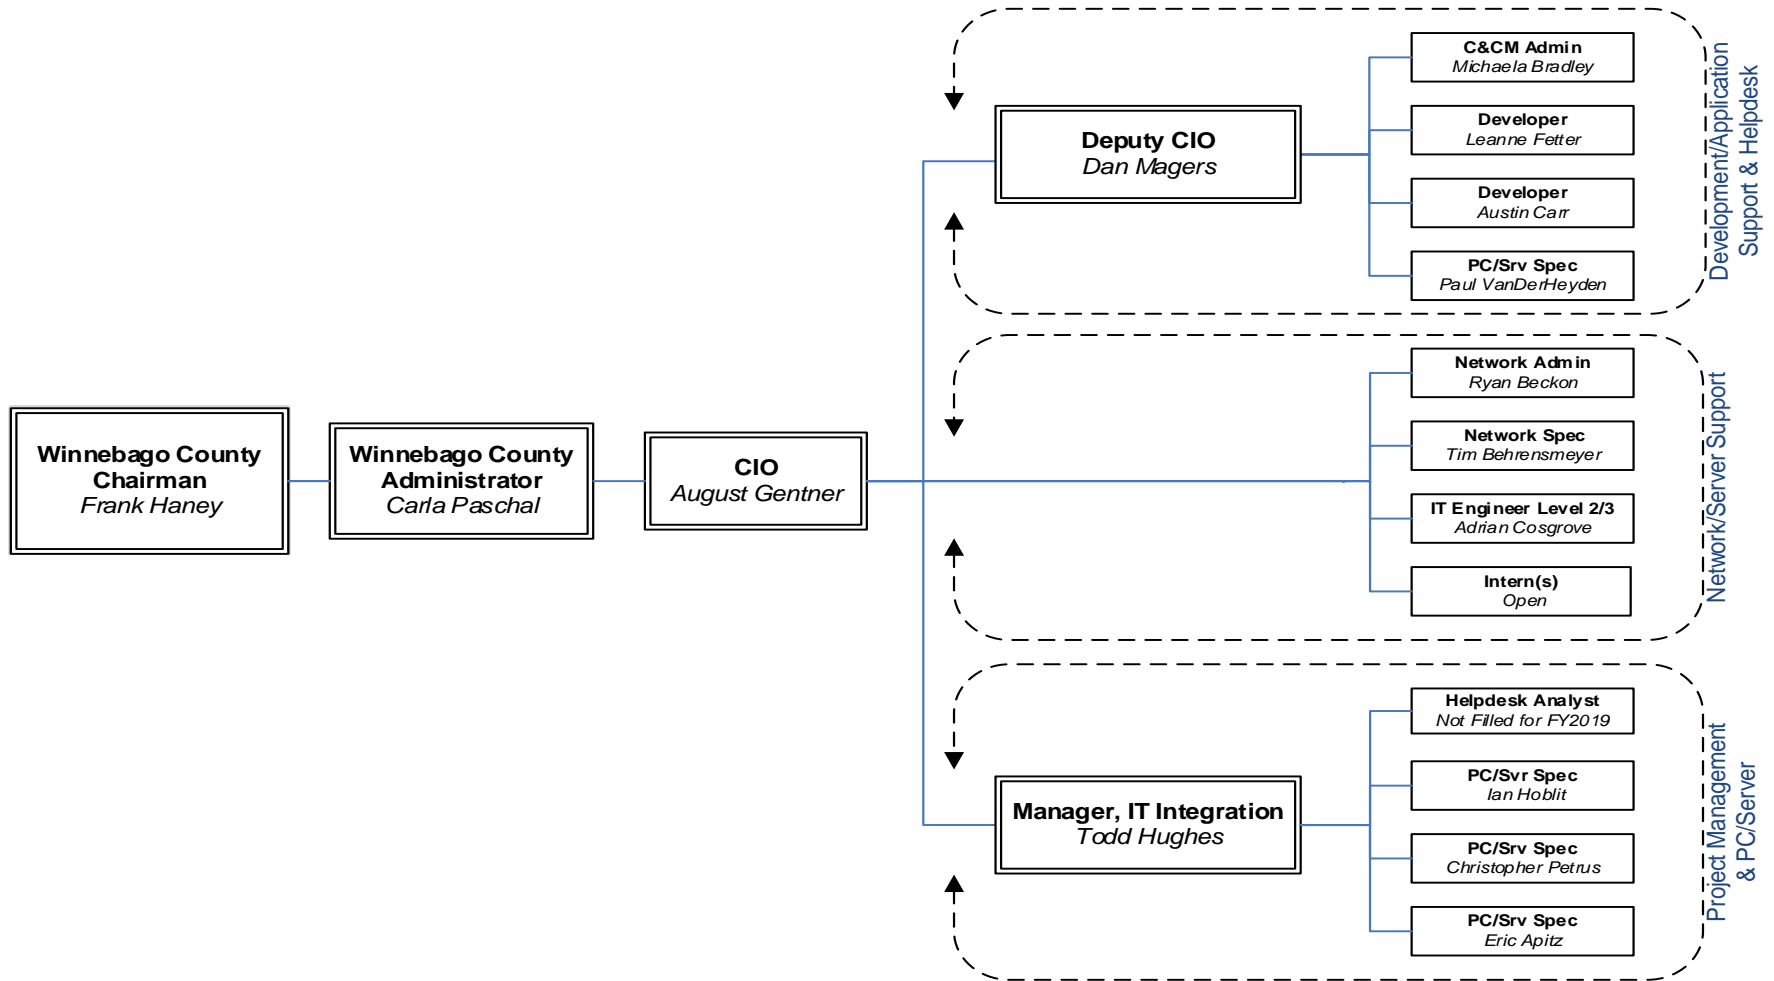 Winnebago County
Chairman
Frank Haney
Winnebago County
Administrator
Carla Paschal
CIO
August Gentner
Deputy CIO
Dan Magers
C&CM Admin
Michaela Bradley
Developer
Leanne Fetter
Developer
Austin Carr
PC/Srv Spec
Paul VanDerHeyden
Development/Application
Support & Helpdesk
Network Admin
Ryan Beckon
Network Spec
Tim Behrensmeyer
IT Engineer Level 2/3
Adrian Cosgrove
Intern(s)
Open
Network/Server Support
Manager, IT Integration
Todd Hughes
Helpdesk Analyst
Not Filled for FY2019
PC/Svr Spec
Ian Hoblit
PC/Srv Spec
Christopher Petrus
PC/Srv Spec
Eric Apitz
Project Management
& PC/Server